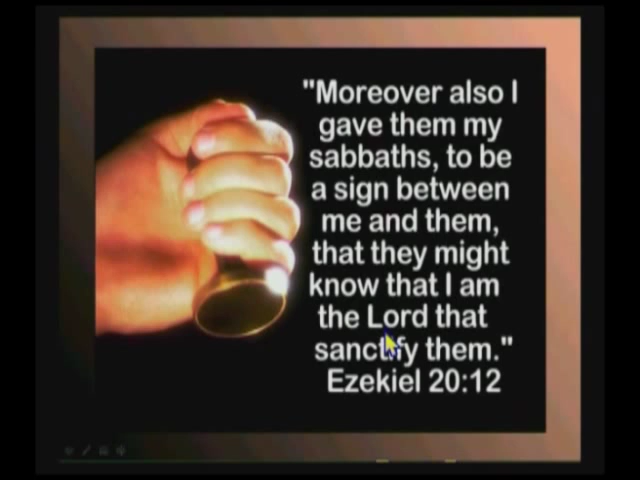 "Moreover also I
gave them my
sabbaths, to be
a sign between
me and them,
that they might
know that I am
the Lord that
sanctify them."
Ezekiel 20:12